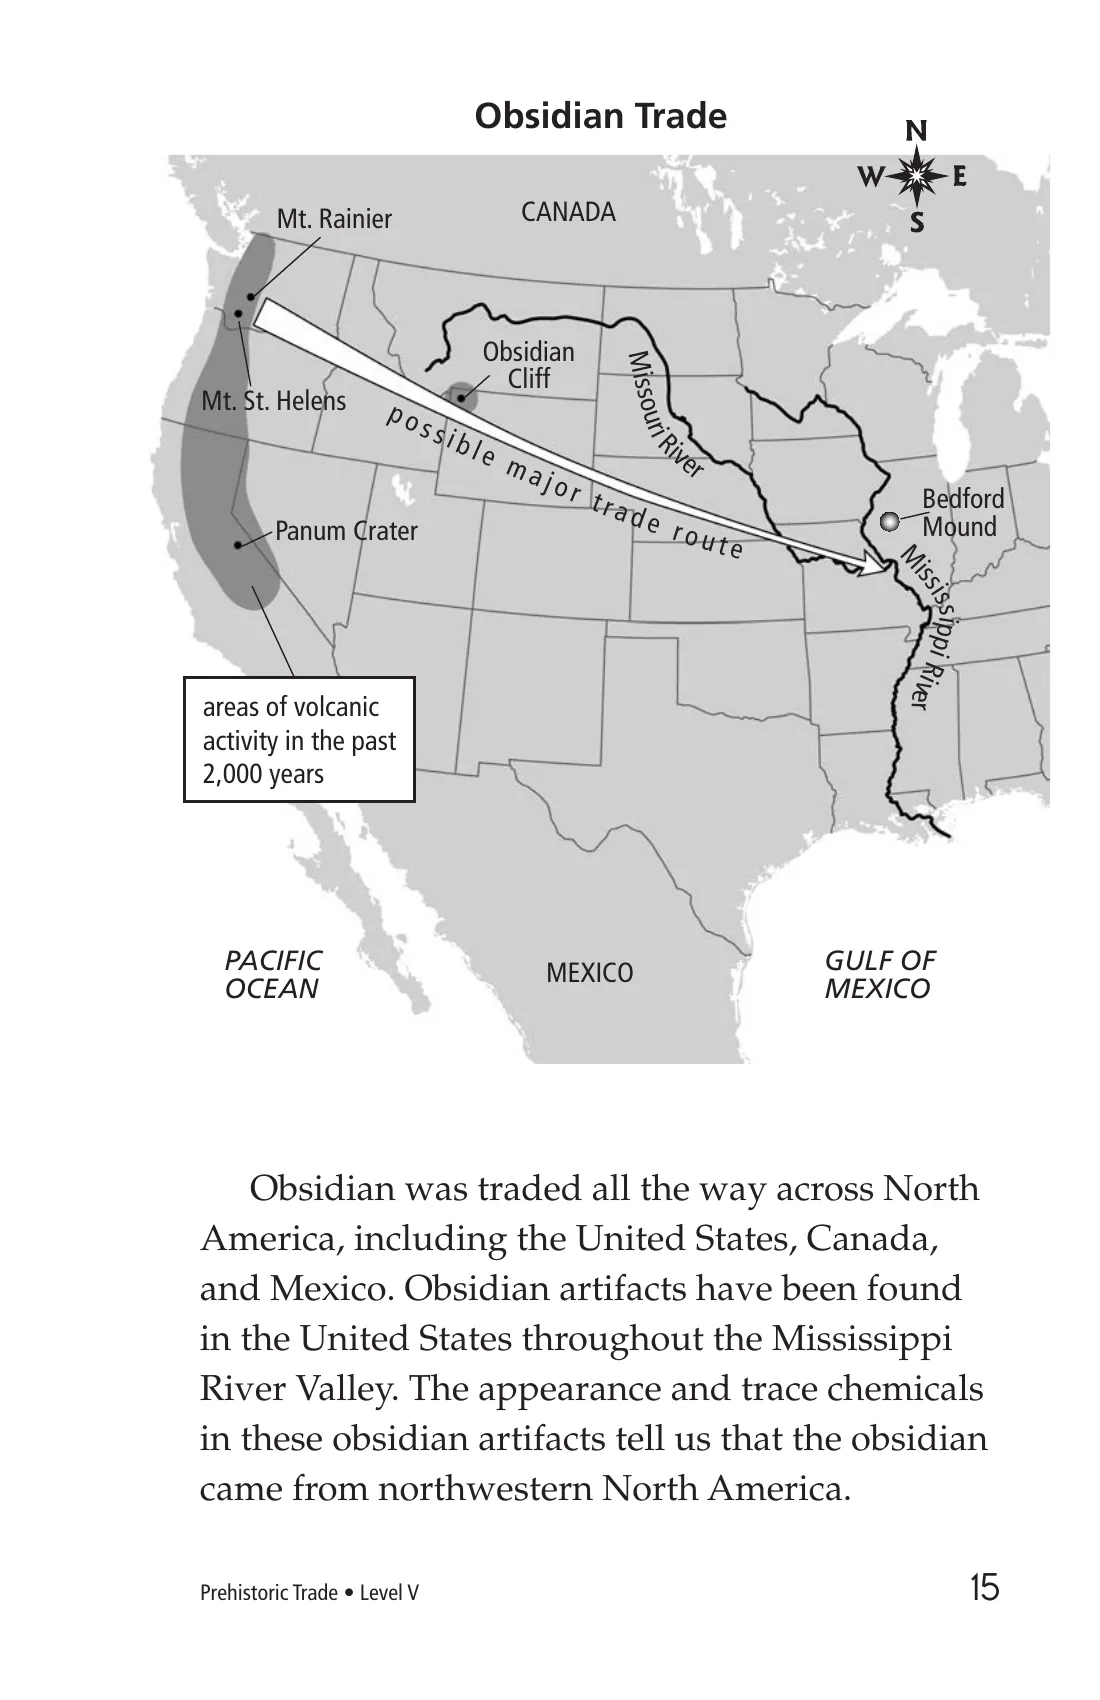 Obsidian Trade
N
W
E
S
Mt. Rainier
CANADA
Obsidian
Cliff
Mt. St. Helens
Missouri River
possible major trade route
Bedford
Mound
Panum Crater
Mississippi River
areas of volcanic
activity in the past
2,000 years
PACIFIC
OCEAN
MEXICO
GULF OF
MEXICO
Obsidian was traded all the way across North
America, including the United States, Canada,
and Mexico. Obsidian artifacts have been found
in the United States throughout the Mississippi
River Valley. The appearance and trace chemicals
in these obsidian artifacts tell us that the obsidian
came from northwestern North America.
Prehistoric Trade • Level V
15